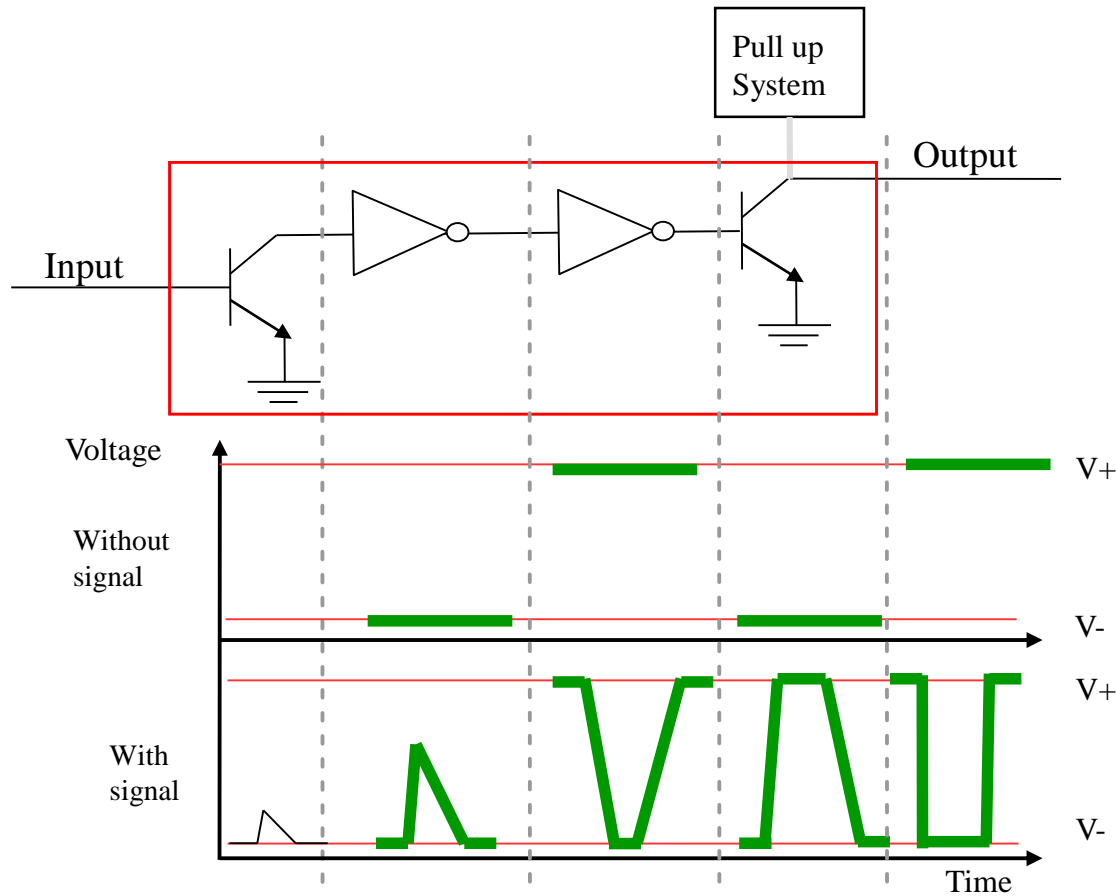 Pull up
System
Output
Input
Voltage
V+
Without
signal
V-
V+
With
signal
V-
Time